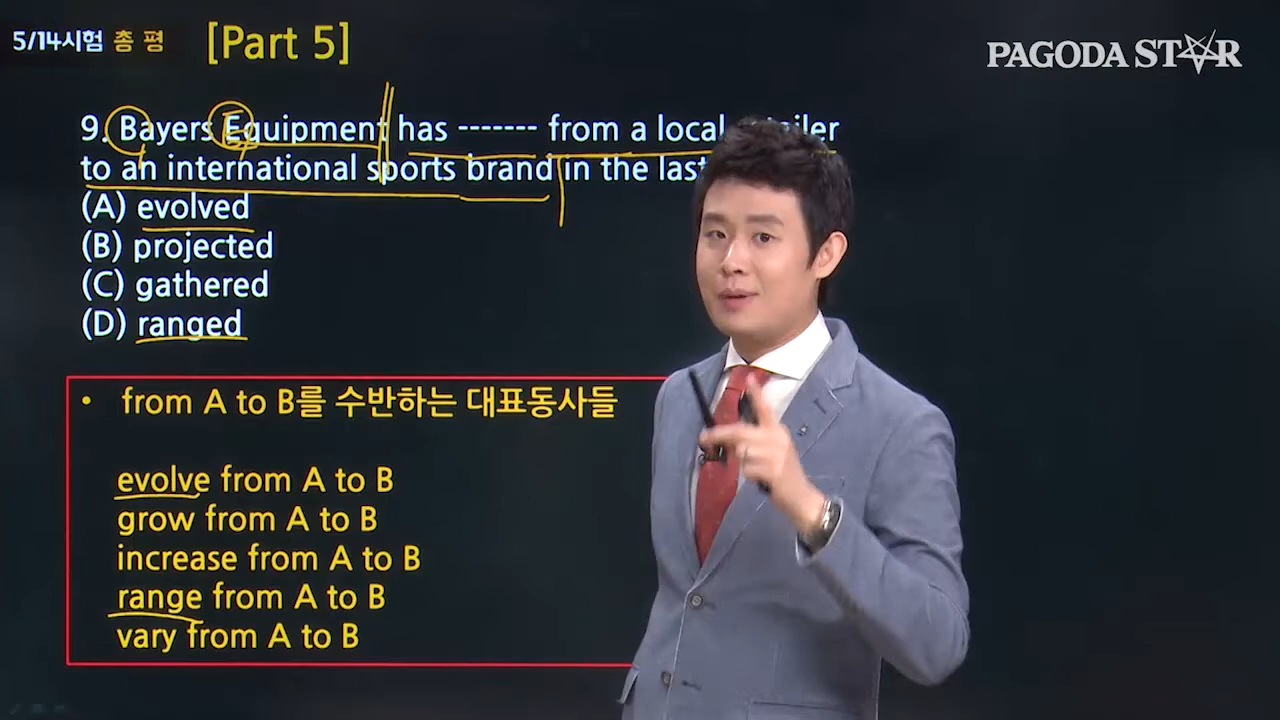 5/14시험 총평 [Part 5]
PAGODA STAR
9. Bayers Equipment has ------- from a local
to an international sports brand in the last
(A) evolved
(B) projected
(C) gathered
(D) ranged
• from A to B를 수반하는 대표동사들
evolve from A to B
grow from A to B
increase from A to B
range from A to B
vary from A to B